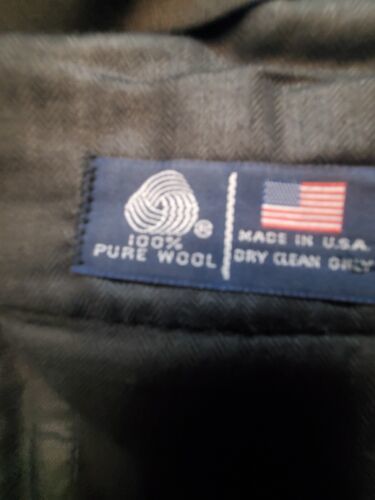 ®
100%
PURE WOOL
MADE IN U.S.A.
DRY CLEAN ONLY